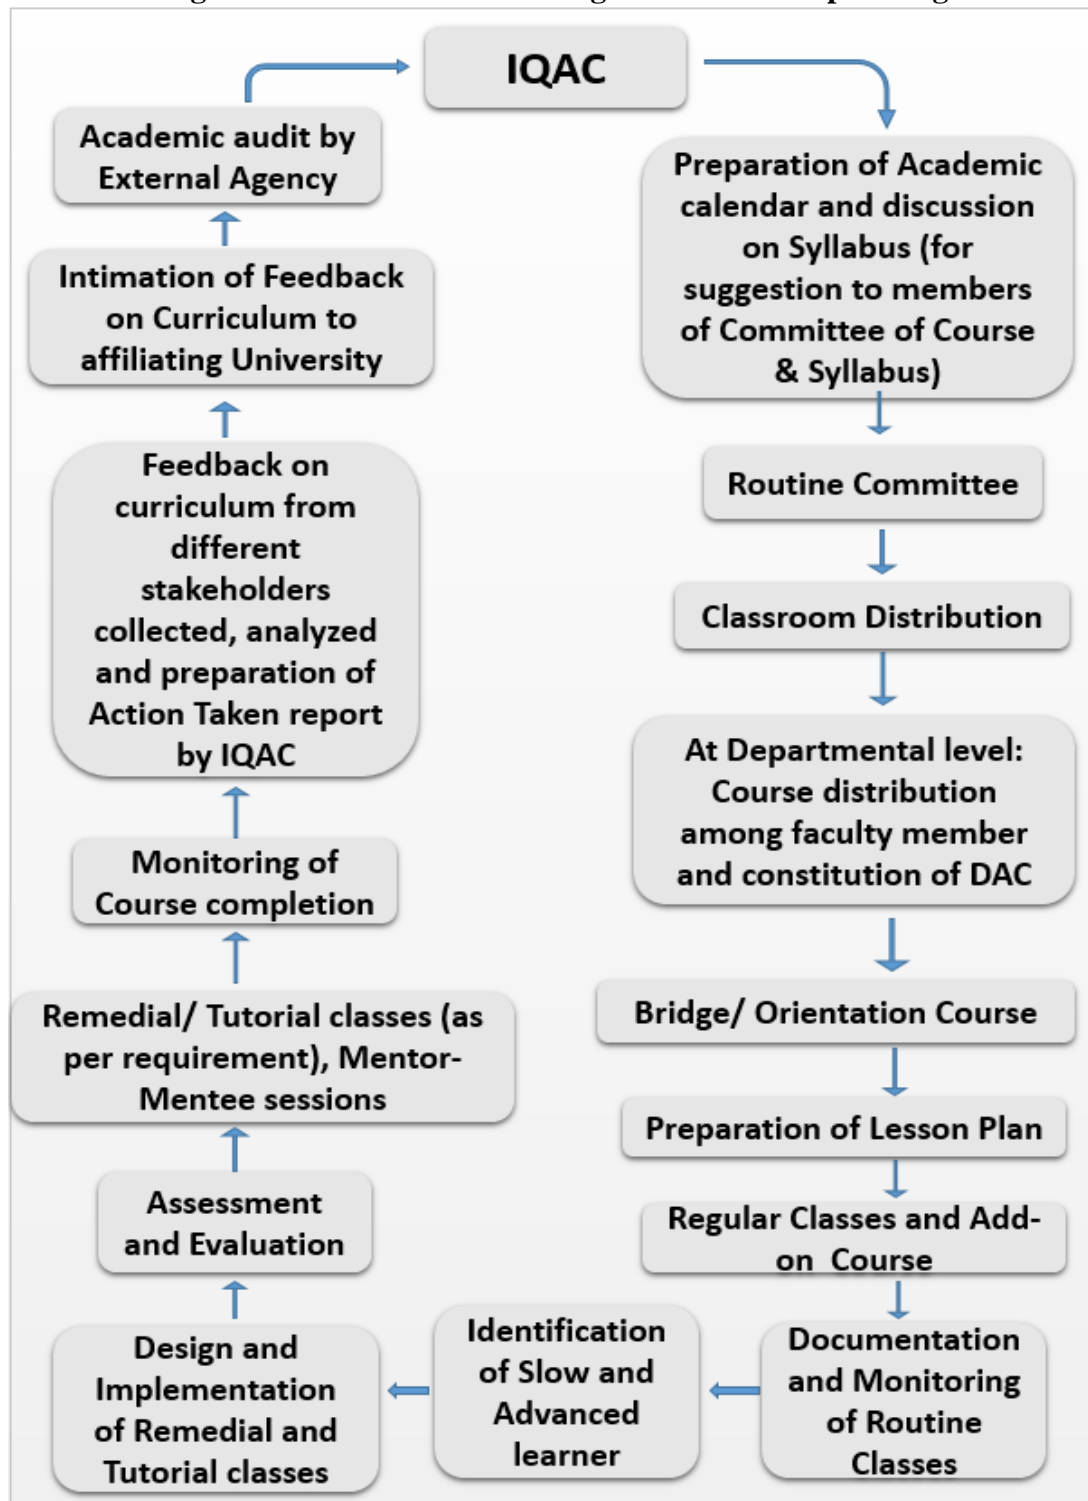 IQAC
Preparation of Academic
calendar and discussion
on Syllabus (for
suggestion to members
of Committee of Course
& Syllabus)
Routine Committee
Classroom Distribution
At Departmental level:
Course distribution
among faculty member
and constitution of DAC
Bridge/ Orientation Course
Preparation of Lesson Plan
Regular Classes and Add-
on Course
Documentation
and Monitoring
of Routine
Classes
Identification
of Slow and
Advanced
learner
Design and
Implementation
of Remedial and
Tutorial classes
Assessment
and Evaluation
Remedial/ Tutorial classes (as
per requirement), Mentor-
Mentee sessions
Monitoring of
Course completion
Feedback on
curriculum from
different
stakeholders
collected, analyzed
and preparation of
Action Taken report
by IQAC
Intimation of Feedback
on Curriculum to
affiliating University
Academic audit by
External Agency